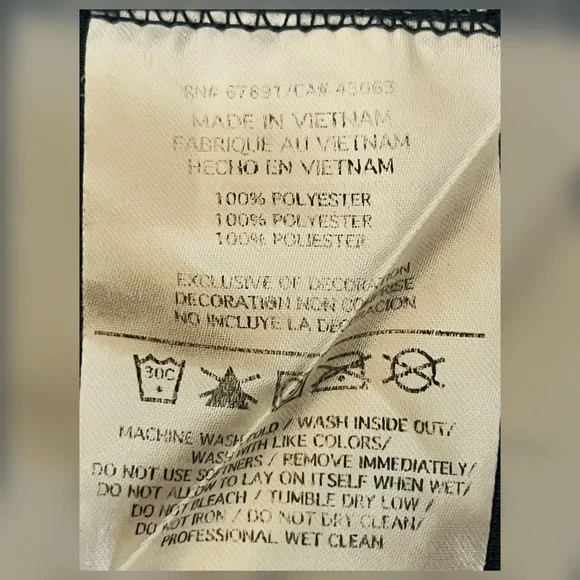 RN# 67891/CA# 43063
MADE IN VIETNAM
FABRIQUE AU VIETNAM
HECHO EN VIETNAM
100% POLYESTER
100% POLYESTER
100% POLIESTER
EXCLUSIVE OF DECORATION
DECORATION NON COMPRISE
NO INCLUYE LA DECORACION
30C
MACHINE WASH COLD / WASH INSIDE OUT/
WASH WITH LIKE COLORS/
DO NOT USE SOFTNERS / REMOVE IMMEDIATELY/
DO NOT ALLOW TO LAY ON ITSELF WHEN WET/
DO NOT BLEACH / TUMBLE DRY LOW /
DO NOT IRON / DO NOT DRY CLEAN/
PROFESSIONAL WET CLEAN